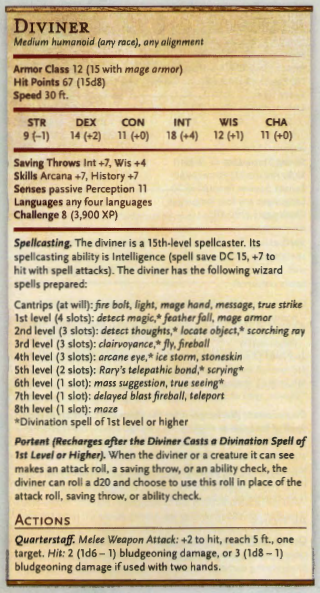 DIVINER
Medium humanoid (any race), any alignment
Armor Class 12 (15 with mage armor)
Hit Points 67 (15d8)
Speed 30 ft.
STR DEX CON INT WIS CHA
9 (–1) 14 (+2) 11 (+0) 18 (+4) 12 (+1) 11 (+0)
Saving Throws Int +7, Wis +4
Skills Arcana +7, History +7
Senses passive Perception 11
Languages any four languages
Challenge 8 (3,900 XP)
Spellcasting. The diviner is a 15th-level spellcaster. Its
spellcasting ability is Intelligence (spell save DC 15, +7 to
hit with spell attacks). The diviner has the following wizard
spells prepared:
Cantrips (at will): fire bolt, light, mage hand, message, true strike
1st level (4 slots): detect magic,* feather fall, mage armor
2nd level (3 slots): detect thoughts,* locate object,* scorching ray
3rd level (3 slots): clairvoyance,* fly, fireball
4th level (3 slots): arcane eye,* ice storm, stoneskin
5th level (2 slots): Rary's telepathic bond,* scrying*
6th level (1 slot): mass suggestion, true seeing*
7th level (1 slot): delayed blast fireball, teleport
8th level (1 slot): maze
*Divination spell of 1st level or higher
Portent (Recharges after the Diviner Casts a Divination Spell of
1st Level or Higher). When the diviner or a creature it can see
makes an attack roll, a saving throw, or an ability check, the
diviner can roll a d20 and choose to use this roll in place of the
attack roll, saving throw, or ability check.
ACTIONS
Quarterstaff. Melee Weapon Attack: +2 to hit, reach 5 ft., one
target. Hit: 2 (1d6 – 1) bludgeoning damage, or 3 (1d8 – 1)
bludgeoning damage if used with two hands.